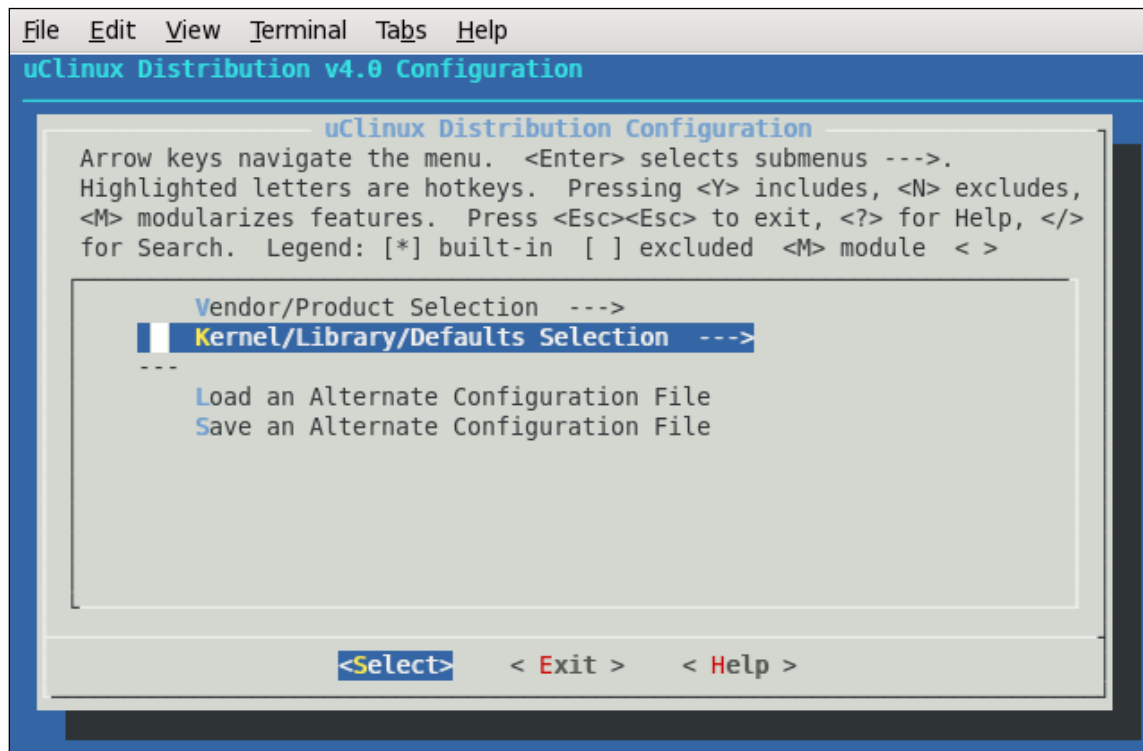 File Edit View Terminal Tabs Help
uClinux Distribution v4.0 Configuration
uClinux Distribution Configuration
Arrow keys navigate the menu. <Enter> selects submenus --->.
Highlighted letters are hotkeys. Pressing <Y> includes, <N> excludes,
<M> modularizes features. Press <Esc><Esc> to exit, <?> for Help, </>
for Search. Legend: [*] built-in [ ] excluded <M> module < >
Vendor/Product Selection --->
Kernel/Library/Defaults Selection --->
---
Load an Alternate Configuration File
Save an Alternate Configuration File
<Select> < Exit > < Help >